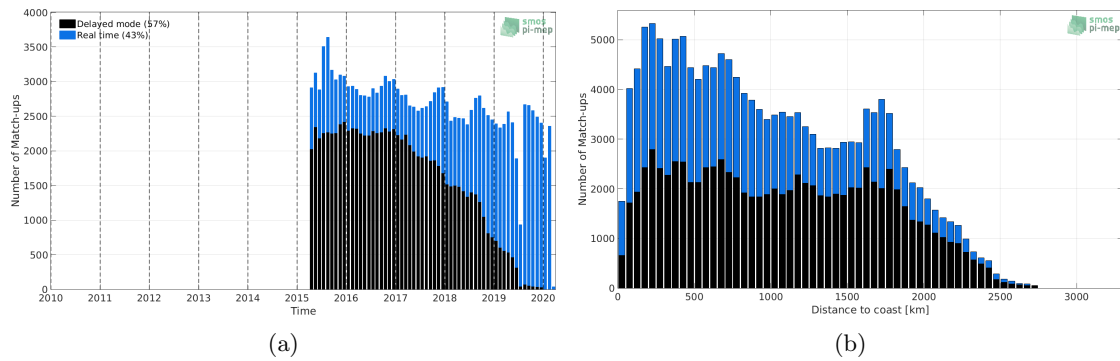 Delayed mode (57%)
Real time (43%)
smos
pi-mep
4000
3500
3000
2500
2000
1500
1000
500
0
Number of Match-ups
2010 2011 2012 2013 2014 2015 2016 2017 2018 2019 2020
Time
(a)
smos
pi-mep
5000
4000
3000
2000
1000
0
Number of Match-ups
0 500 1000 1500 2000 2500 3000
Distance to coast [km]
(b)